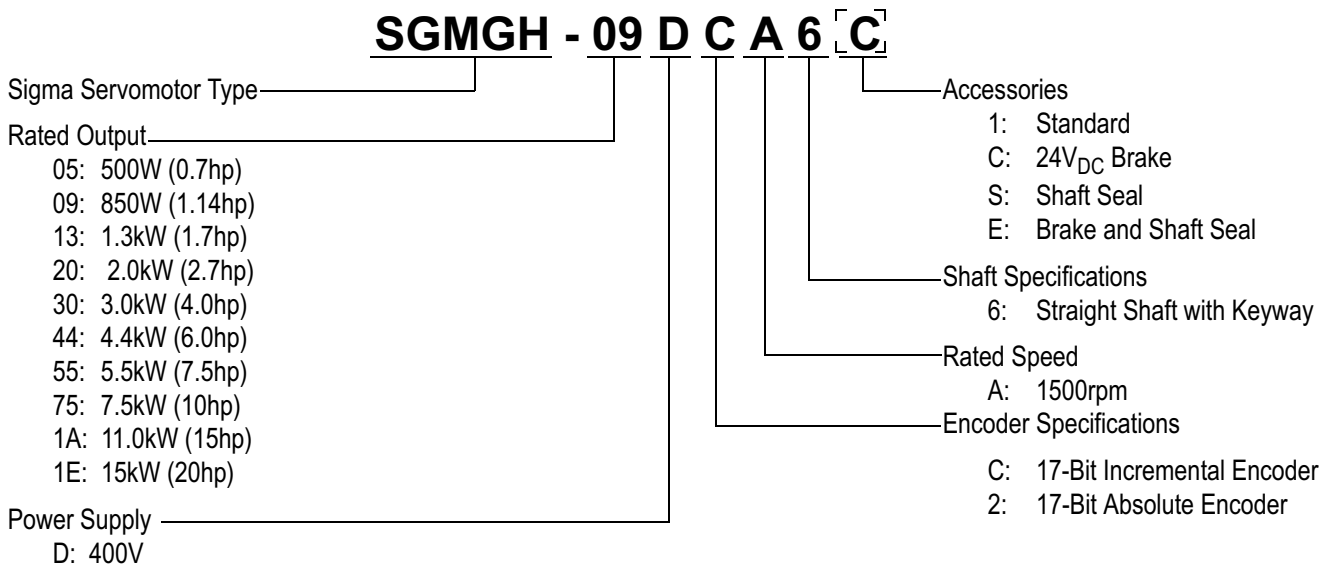 SGMGH - 09 D C A 6 C
Sigma Servomotor Type
Rated Output
05: 500W (0.7hp)
09: 850W (1.14hp)
13: 1.3kW (1.7hp)
20: 2.0kW (2.7hp)
30: 3.0kW (4.0hp)
44: 4.4kW (6.0hp)
55: 5.5kW (7.5hp)
75: 7.5kW (10hp)
1A: 11.0kW (15hp)
1E: 15kW (20hp)
Power Supply
D: 400V
Accessories
1: Standard
C: 24VDC Brake
S: Shaft Seal
E: Brake and Shaft Seal
Shaft Specifications
6: Straight Shaft with Keyway
Rated Speed
A: 1500rpm
Encoder Specifications
C: 17-Bit Incremental Encoder
2: 17-Bit Absolute Encoder